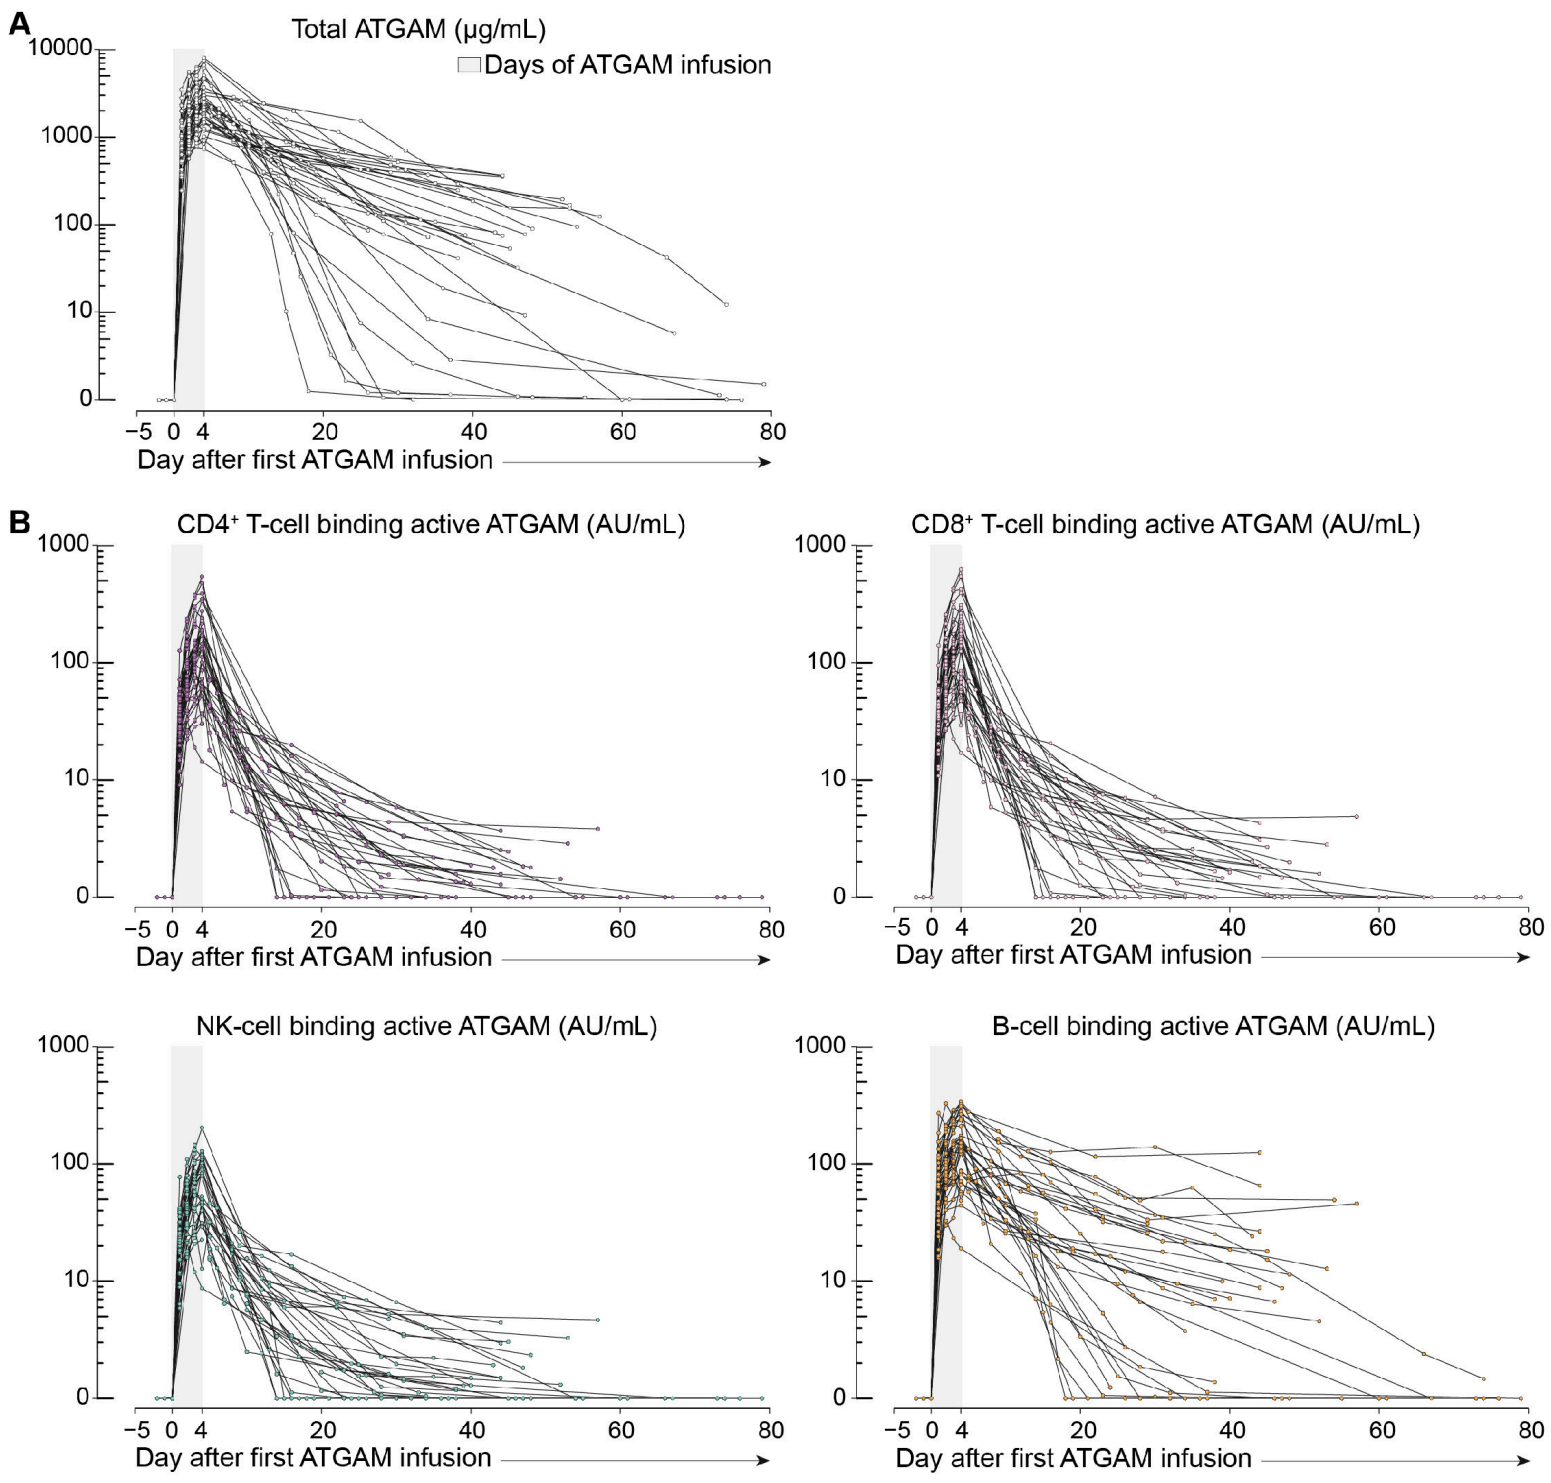 A
Total ATGAM (µg/mL)
Days of ATGAM infusion
10000
1000
100
10
0
−5 0 4 20 40 60 80
Day after first ATGAM infusion
B
CD4+ T-cell binding active ATGAM (AU/mL)
1000
100
10
0
−5 0 4 20 40 60 80
Day after first ATGAM infusion
CD8+ T-cell binding active ATGAM (AU/mL)
1000
100
10
0
−5 0 4 20 40 60 80
Day after first ATGAM infusion
NK-cell binding active ATGAM (AU/mL)
1000
100
10
0
−5 0 4 20 40 60 80
Day after first ATGAM infusion
B-cell binding active ATGAM (AU/mL)
1000
100
10
0
−5 0 4 20 40 60 80
Day after first ATGAM infusion